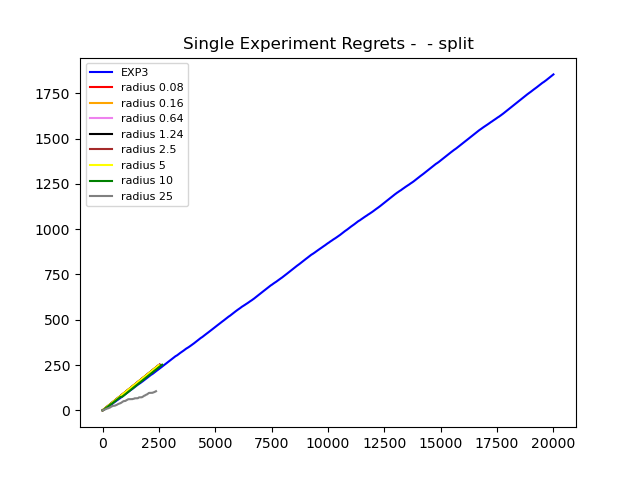 Single Experiment Regrets -  - split
EXP3
radius 0.08
radius 0.16
radius 0.64
radius 1.24
radius 2.5
radius 5
radius 10
radius 25
1750
1500
1250
1000
750
500
250
0
0 2500 5000 7500 10000 12500 15000 17500 20000